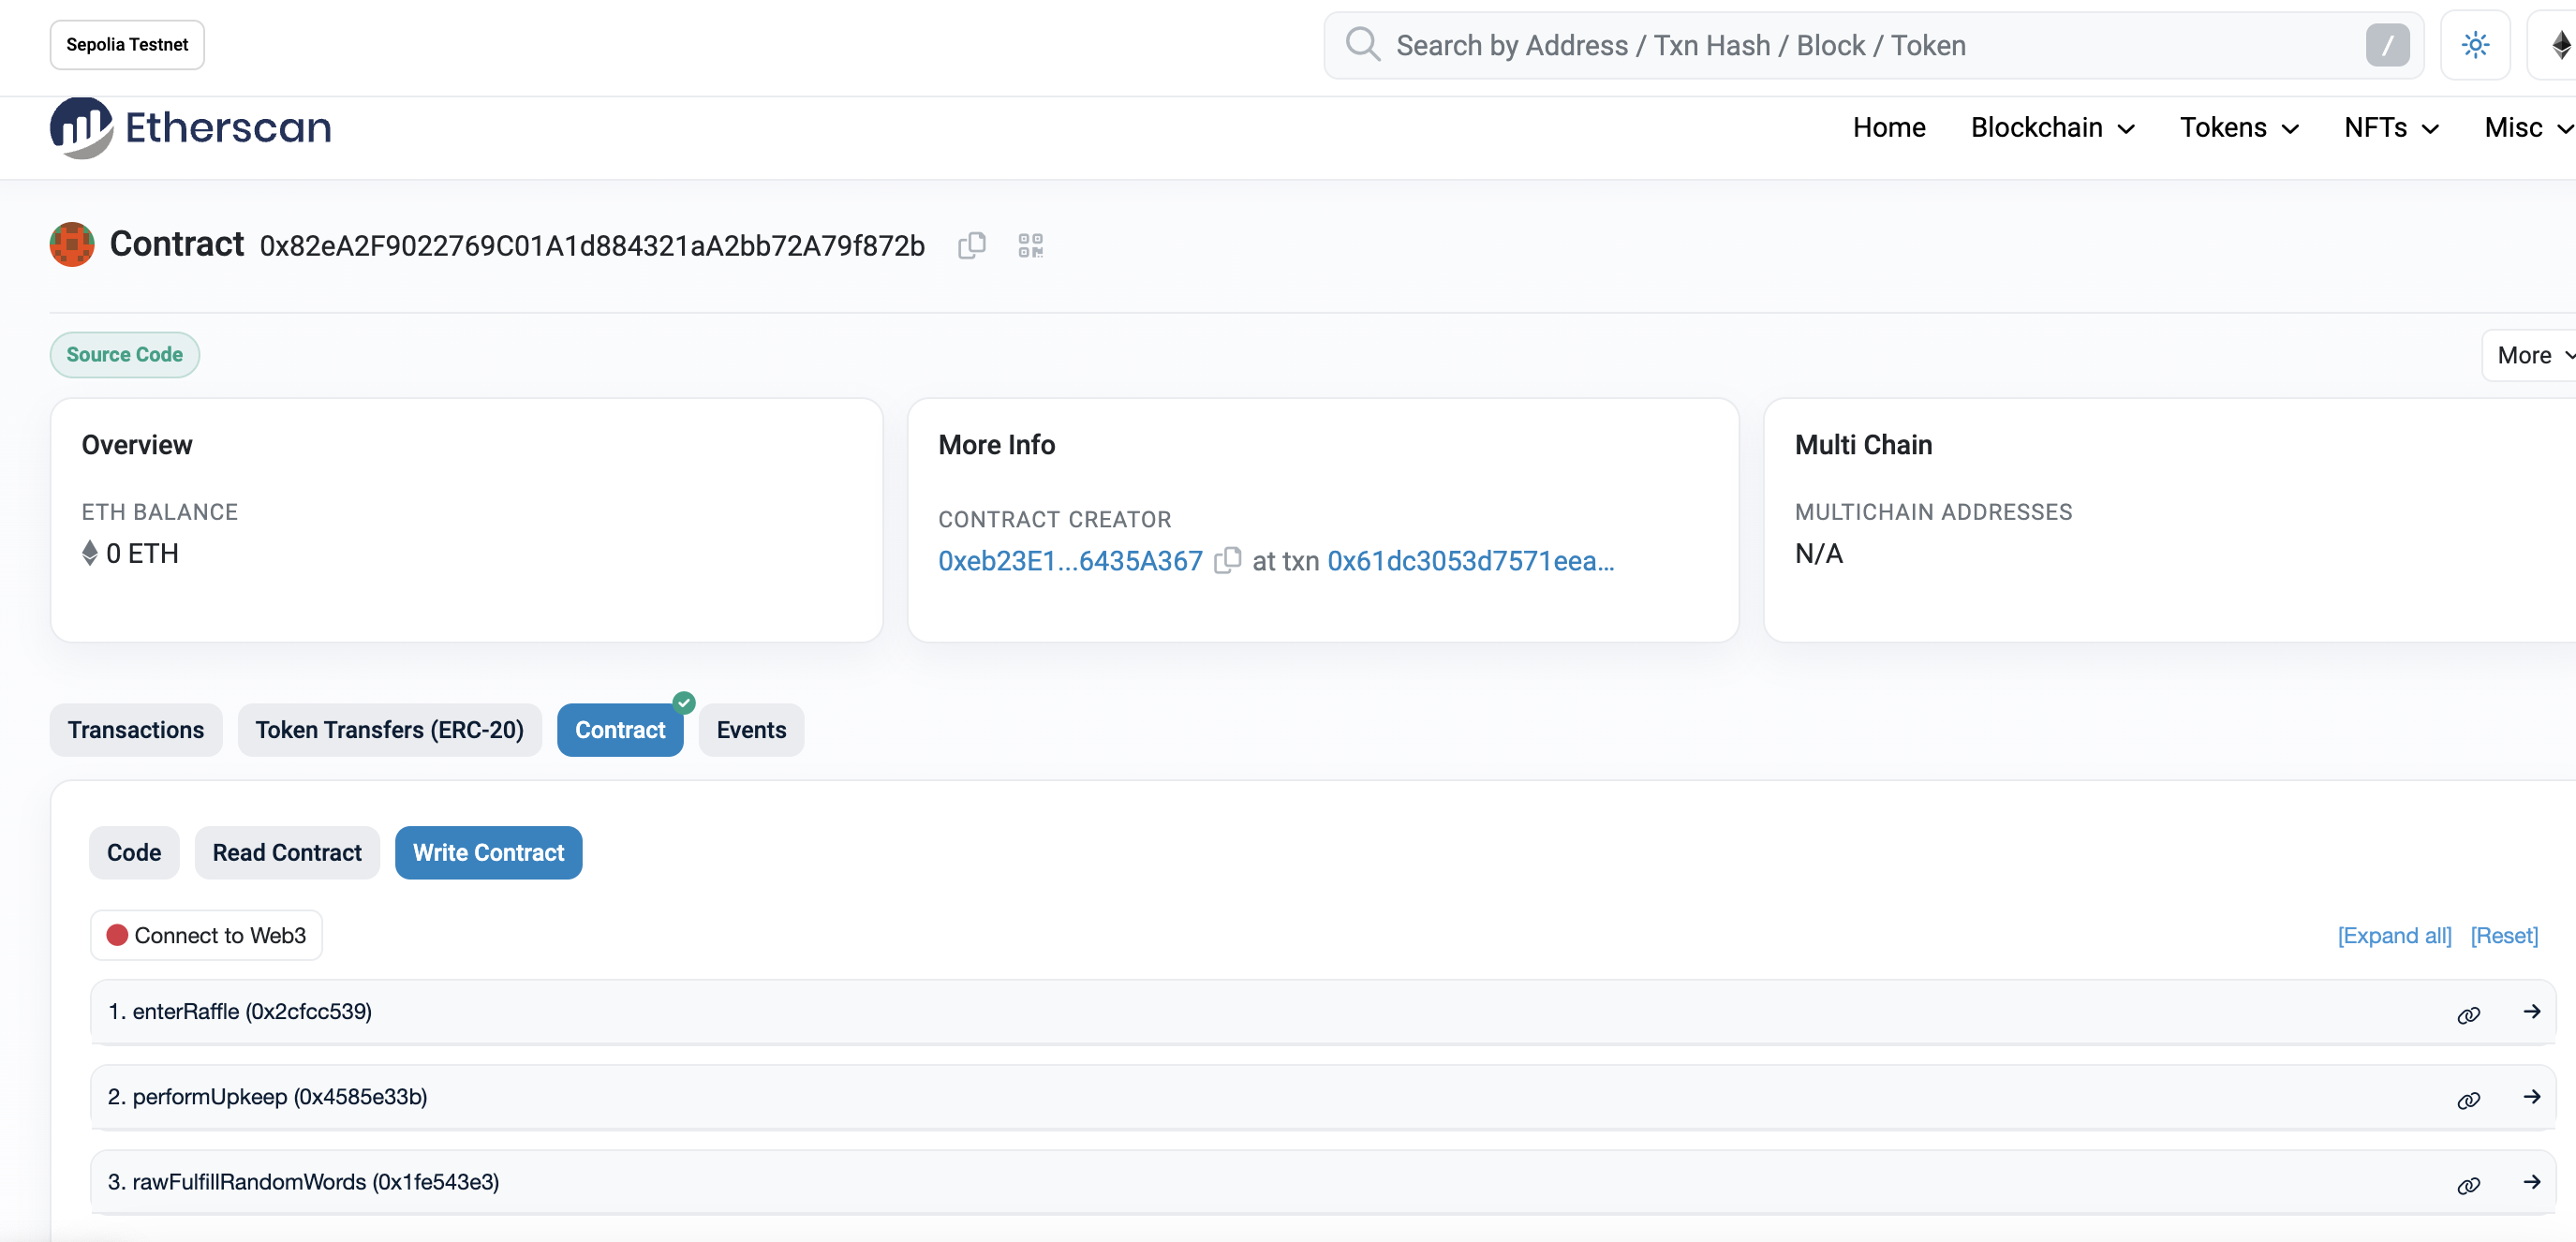 Sepolia Testnet
Search by Address / Txn Hash / Block / Token /
Etherscan Home Blockchain Tokens NFTs Misc
Contract 0x82eA2F9022769C01A1d884321aA2bb72A79f872b
Source Code
More
Overview
ETH BALANCE
0 ETH
More Info
CONTRACT CREATOR
0xeb23E1...6435A367 at txn 0x61dc3053d7571eea...
Multi Chain
MULTICHAIN ADDRESSES
N/A
Transactions Token Transfers (ERC-20) Contract Events
Code Read Contract Write Contract
Connect to Web3 [Expand all] [Reset]
1. enterRaffle (0x2cfcc539)
2. performUpkeep (0x4585e33b)
3. rawFulfillRandomWords (0x1fe543e3)